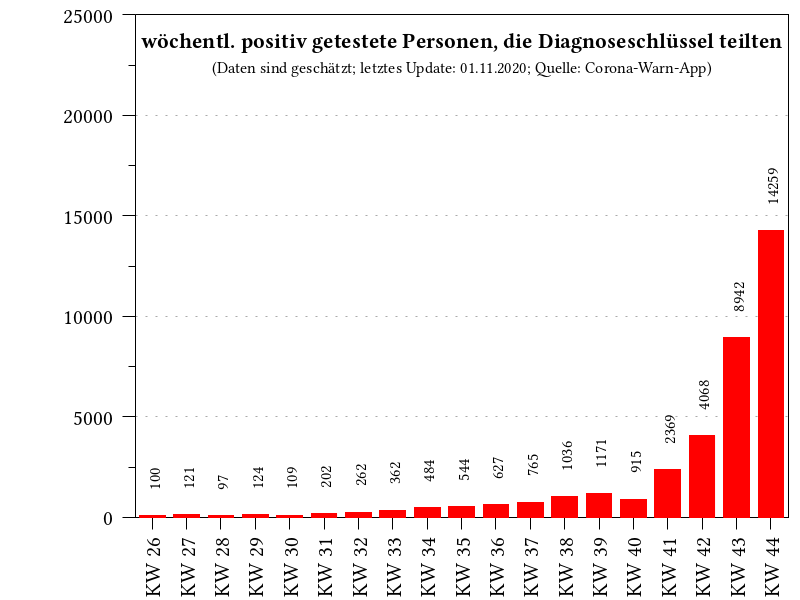 wöchentl. positiv getestete Personen, die Diagnoseschlüssel teilten
(Daten sind geschätzt; letztes Update: 01.11.2020; Quelle: Corona-Warn-App)
25000
20000
15000
10000
5000
0
100
121
97
124
109
202
262
362
484
544
627
765
1036
1171
915
2369
4068
8942
14259
KW 26
KW 27
KW 28
KW 29
KW 30
KW 31
KW 32
KW 33
KW 34
KW 35
KW 36
KW 37
KW 38
KW 39
KW 40
KW 41
KW 42
KW 43
KW 44